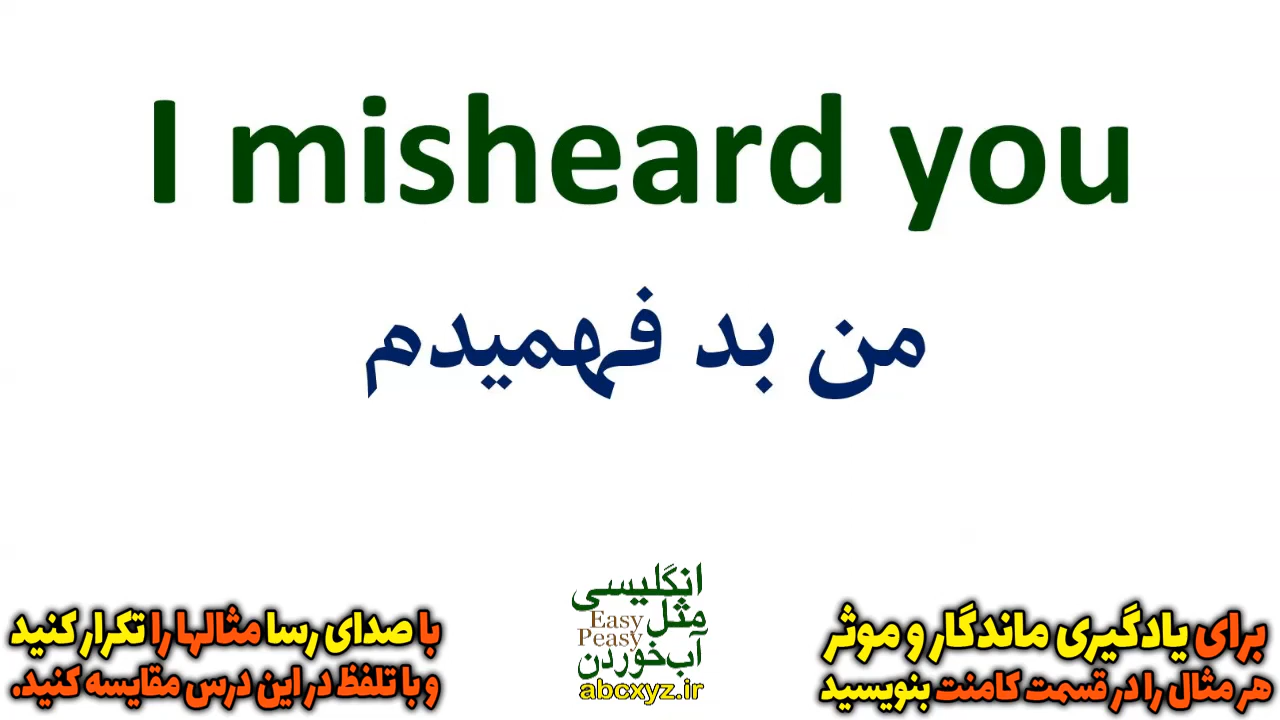 I misheard you
من بد فهمیدم
برای یادگیری ماندگار و موثر
هر مثال را در قسمت کامنت بنویسید
انگلیسی
مثل
Easy
Peasy
آب‌خوردن
abcxyz.ir
با صدای رسا مثالها را تکرار کنید
و با تلفظ در این درس مقایسه کنید.